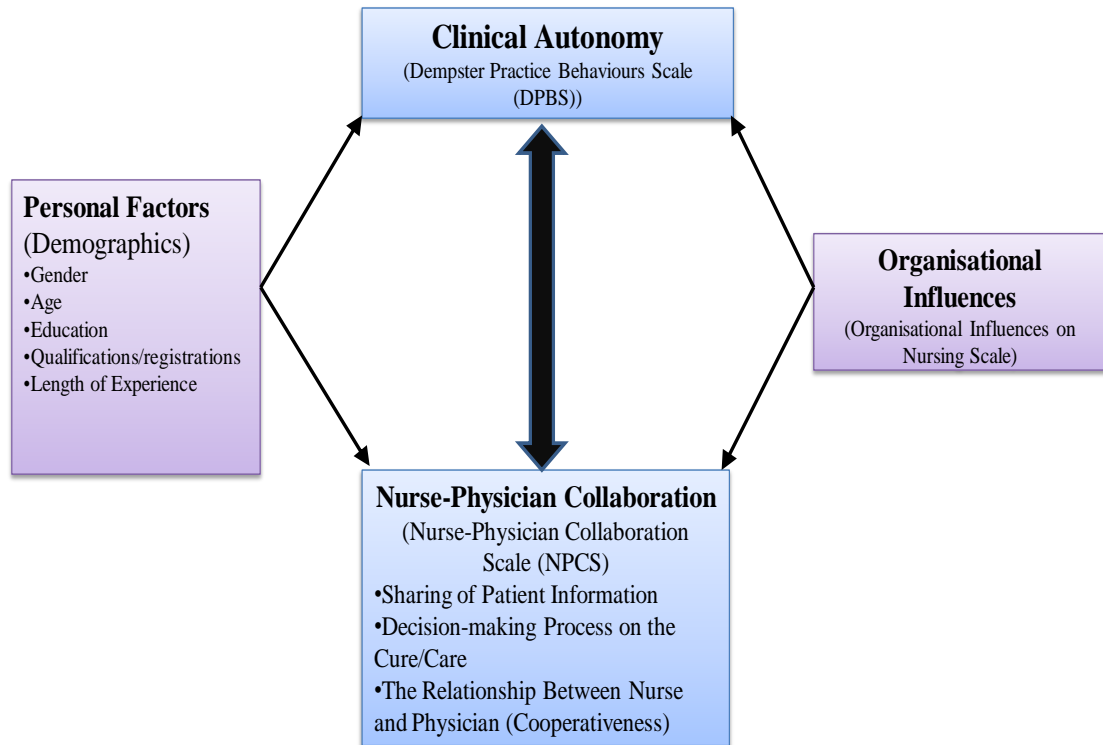 Clinical Autonomy
(Dempster Practice Behaviours Scale
(DPBS))
Personal Factors
(Demographics)
•Gender
•Age
•Education
•Qualifications/registrations
•Length of Experience
Organisational
Influences
(Organisational Influences on
Nursing Scale)
Nurse-Physician Collaboration
(Nurse-Physician Collaboration
Scale (NPCS)
•Sharing of Patient Information
•Decision-making Process on the
Cure/Care
•The Relationship Between Nurse
and Physician (Cooperativeness)